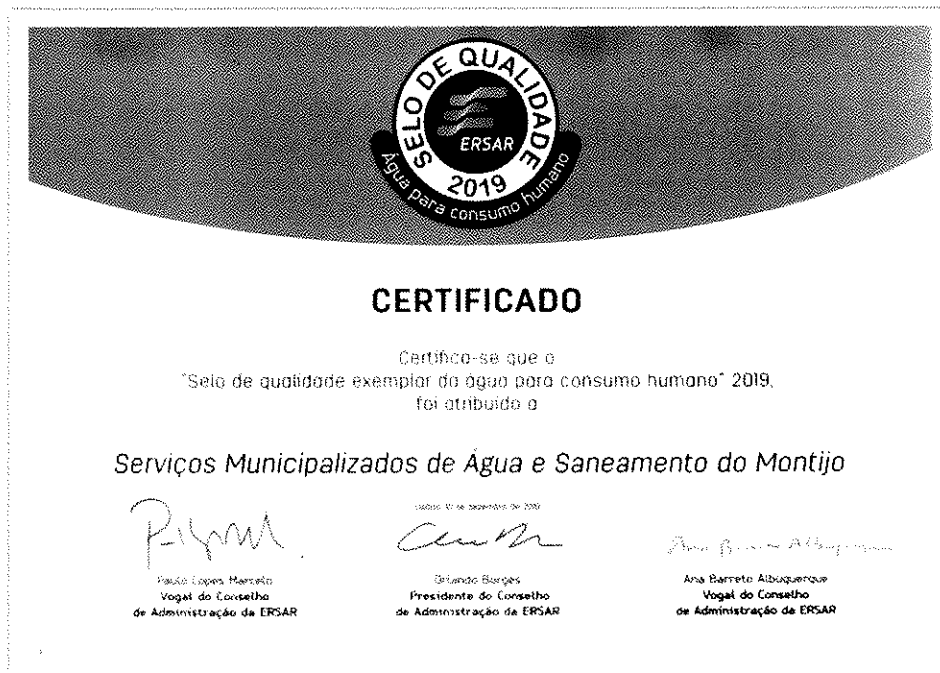 SELO DE QUALIDADE
ERSAR
2019
Água para consumo humano
CERTIFICADO
Certifica-se que o
"Selo de qualidade exemplar da água para consumo humano" 2019,
foi atribuído a
Serviços Municipalizados de Água e Saneamento do Montijo
Paulo Lopes Marcelo
Vogal do Conselho
de Administração da ERSAR
Orlando Borges
Presidente do Conselho
de Administração da ERSAR
Ana Barreto Albuquerque
Ana Barreto Albuquerque
Vogal do Conselho
de Administração da ERSAR